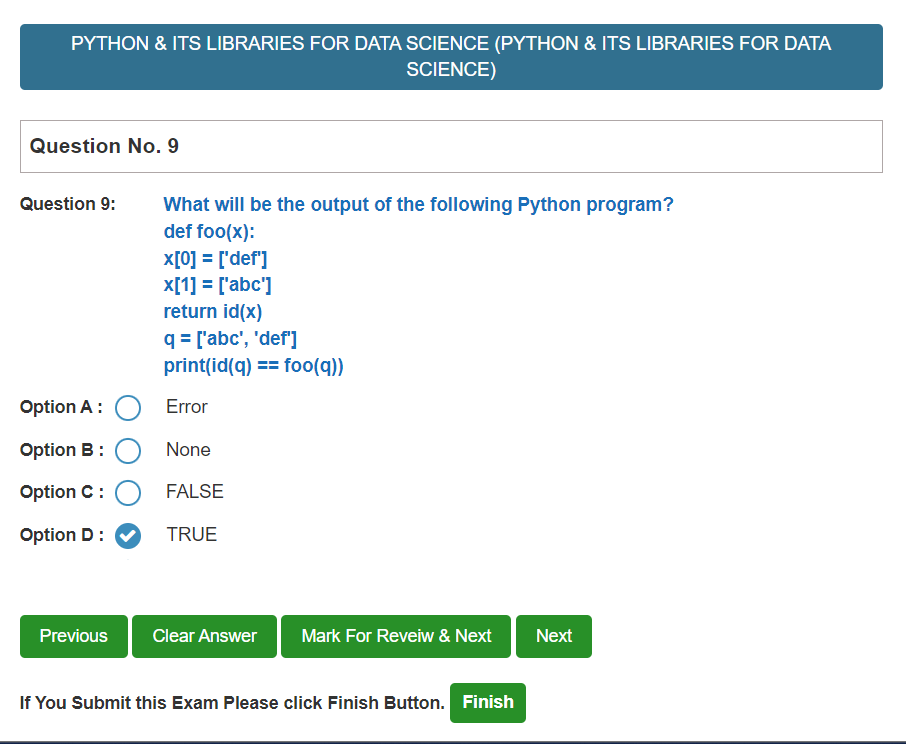 PYTHON & ITS LIBRARIES FOR DATA SCIENCE (PYTHON & ITS LIBRARIES FOR DATA
SCIENCE)
Question No. 9
Question 9: What will be the output of the following Python program?
def foo(x):
x[0] = ['def']
x[1] = ['abc']
return id(x)
q = ['abc', 'def']
print(id(q) == foo(q))
Option A : Error
Option B : None
Option C : FALSE
Option D : TRUE
Previous Clear Answer Mark For Reveiw & Next Next
If You Submit this Exam Please click Finish Button. Finish